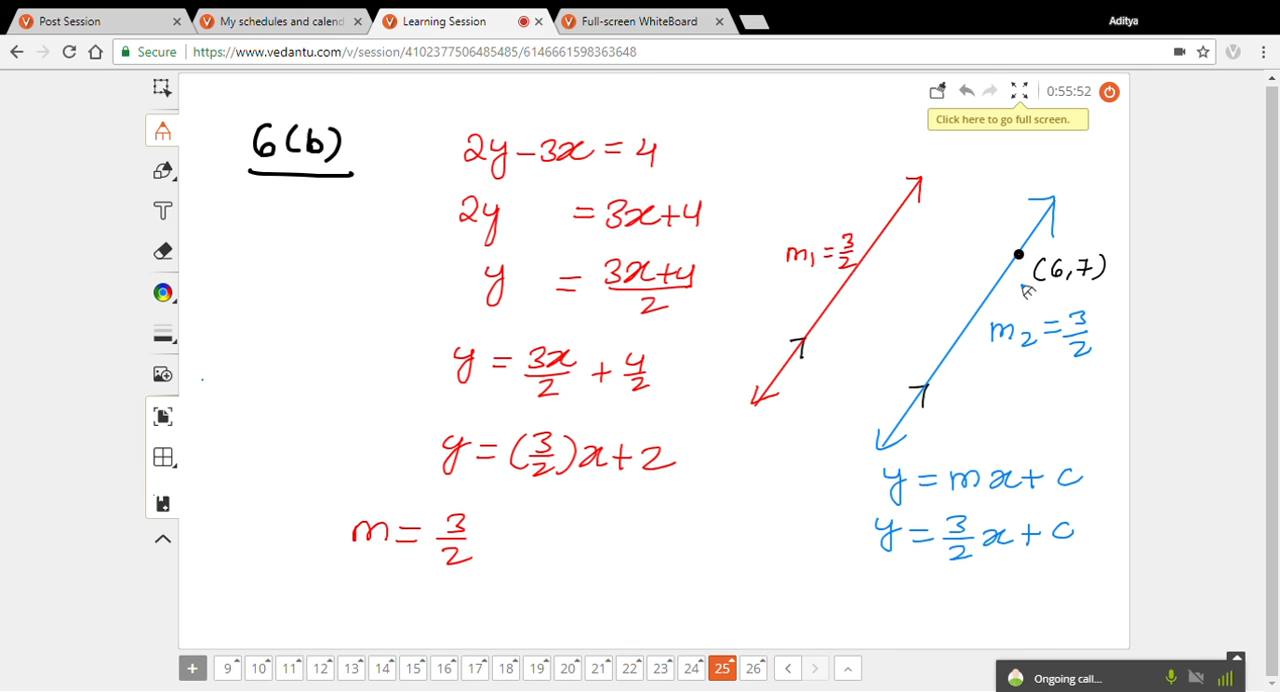 Post Session
My schedules and calend
Learning Session
Full-screen WhiteBoard
Aditya
Secure
https://www.vedantu.com/v/session/4102377506485485/6146661598363648
0:55:52
Click here to go full screen.
6(b)
2y-3x = 4
2y = 3x+4
y = 3x+4/2
y = 3x/2 + 4/2
y = (3/2)x+2
m = 3/2
m₁ = 3/2
(6,7)
m₂ = 3/2
y = mx+c
y = 3/2 x+c
+ 9 10 11 12 13 14 15 16 17 18 19 20 21 22 23 24 25 26
Ongoing call...